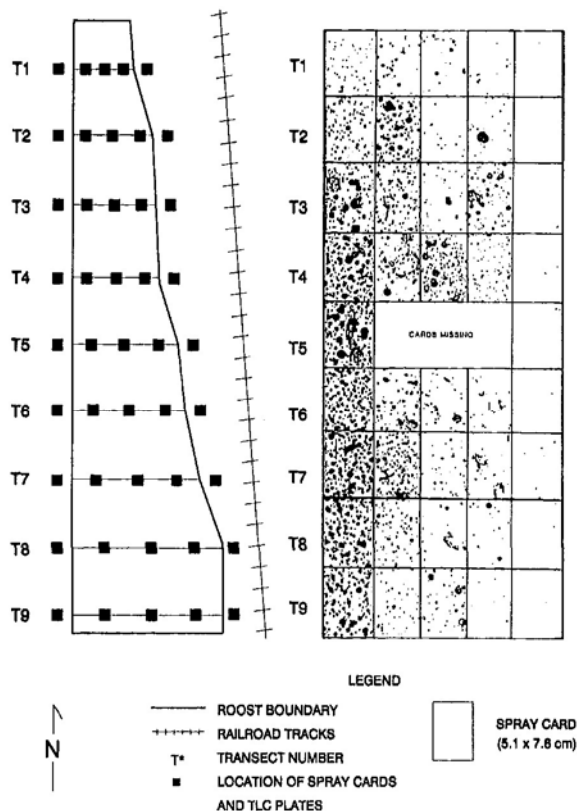 T1
T2
T3
T4
T5
T6
T7
T8
T9
T1
T2
T3
T4
T5
T6
T7
T8
T9
CARDS MISSING
LEGEND
N
ROOST BOUNDARY
RAILROAD TRACKS
T* TRANSECT NUMBER
LOCATION OF SPRAY CARDS
AND TLC PLATES
SPRAY CARD
(5.1 x 7.6 cm)